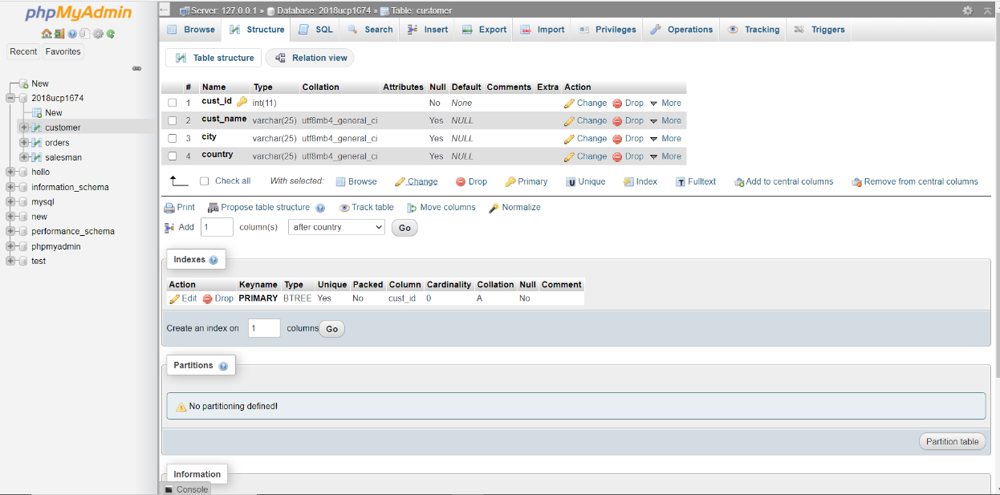 phpMyAdmin
Recent Favorites
New
2018ucp1674
New
customer
orders
salesman
hello
information_schema
mysql
new
performance_schema
phpmyadmin
test
Server: 127.0.0.1 » Database: 2018ucp1674 » Table: customer
Browse Structure SQL Search Insert Export Import Privileges Operations Tracking Triggers
Table structure Relation view
# Name Type Collation Attributes Null Default Comments Extra Action
1 cust_id int(11) No None Change Drop More
2 cust_name varchar(25) utf8mb4_general_ci Yes NULL Change Drop More
3 city varchar(25) utf8mb4_general_ci Yes NULL Change Drop More
4 country varchar(25) utf8mb4_general_ci Yes NULL Change Drop More
Check all With selected: Browse Change Drop Primary Unique Index Fulltext Add to central columns Remove from central columns
Print Propose table structure Track table Move columns Normalize
Add 1 column(s) after country Go
Indexes
Action Keyname Type Unique Packed Column Cardinality Collation Null Comment
Edit Drop PRIMARY BTREE Yes No cust_id 0 A No
Create an index on 1 columns Go
Partitions
No partitioning defined!
Partition table
Information
Console